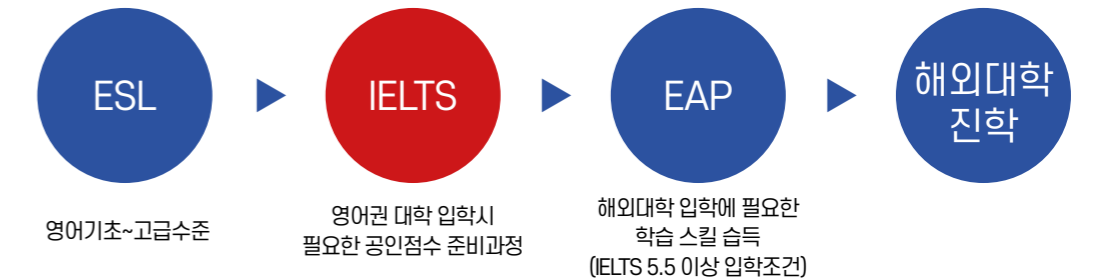 ESL
IELTS
EAP
해외대학
진학
영어기초~고급수준
영어권 대학 입학시
필요한 공인점수 준비과정
해외대학 입학에 필요한
학습 스킬 습득
(IELTS 5.5 이상 입학조건)